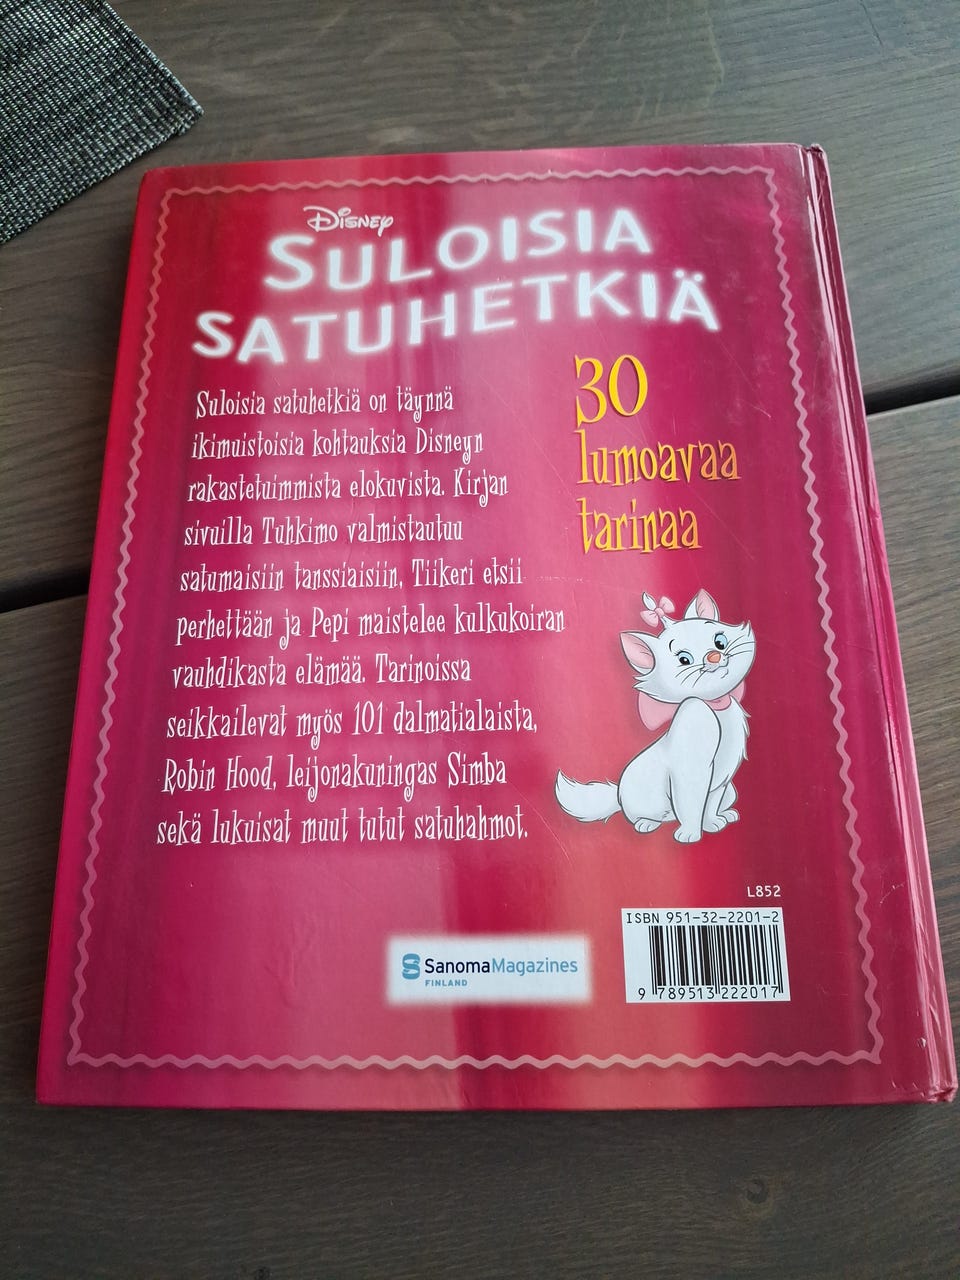 Disney
SULOISIA
SATUHETKIÄ
Suloisia satuhetkiä on täynnä
ikimuistoisia kohtauksia Disneyn
rakastetuimmista elokuvista. Kirjan
sivuilla Tuhkimo valmistautuu
satumaisiin tanssiaisiin, Tiikeri etsii
perhettään ja Pepi maistelee kulkukoiran
vauhdikasta elämää. Tarinoissa
seikkailevat myös 101 dalmatialaista,
Robin Hood, leijonakuningas Simba
sekä lukuisat muut tutut satuhahmot.
30
lumoavaa
tarinaa
L852
ISBN 951-32-2201-2
9 789513 222017
SanomaMagazines
FINLAND